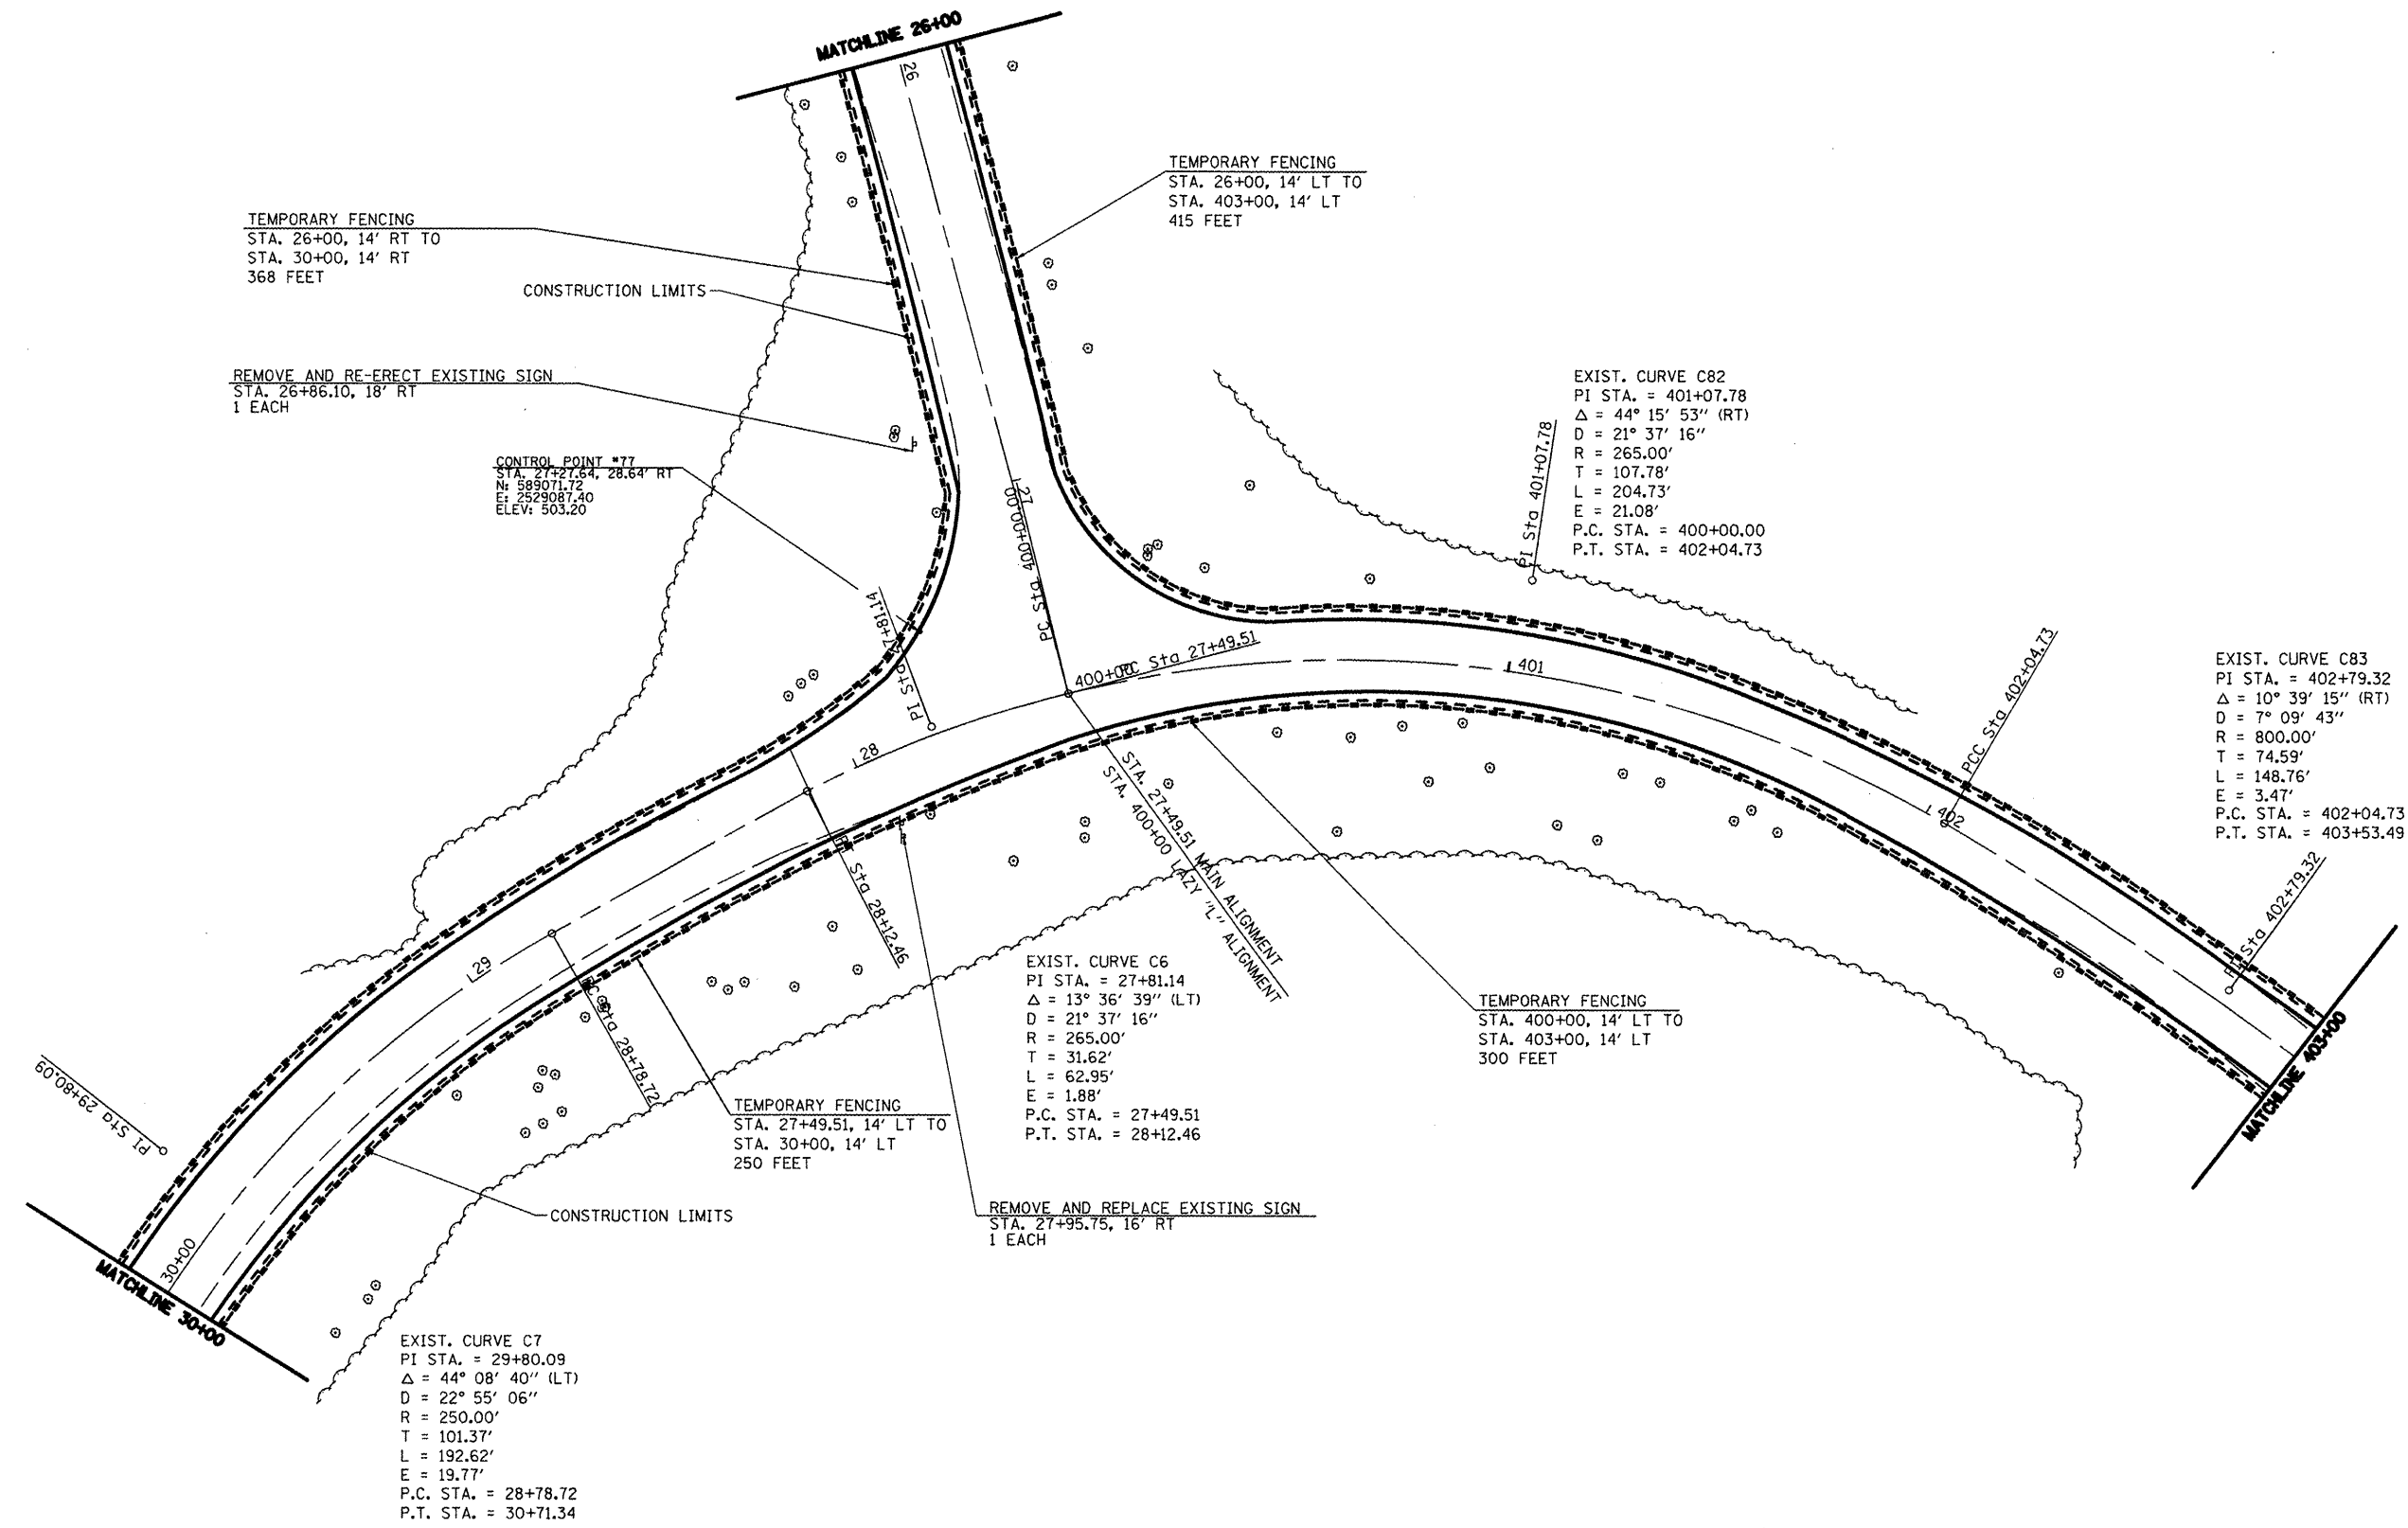 MATCHLINE 26+00
26
TEMPORARY FENCING
STA. 26+00, 14' LT TO
STA. 403+00, 14' LT
415 FEET
TEMPORARY FENCING
STA. 26+00, 14' RT TO
STA. 30+00, 14' RT
368 FEET
CONSTRUCTION LIMITS
REMOVE AND RE-ERECT EXISTING SIGN
STA. 26+86.10, 18' RT
1 EACH
CONTROL POINT #77
STA. 27+27.64, 28.64' RT
N: 589071.72
E: 2529087.40
ELEV: 503.20
27
PC Sta 400+00.00
PI Sta 27+81.14
EXIST. CURVE C82
PI STA. = 401+07.78
Δ = 44° 15' 53" (RT)
D = 21° 37' 16"
R = 265.00'
T = 107.78'
L = 204.73'
E = 21.08'
P.C. STA. = 400+00.00
P.T. STA. = 402+04.73
PI Sta 401+07.78
400+00
PC Sta 27+49.51
401
PCC Sta 402+04.73
402
EXIST. CURVE C83
PI STA. = 402+79.32
Δ = 10° 39' 15" (RT)
D = 7° 09' 43"
R = 800.00'
T = 74.59'
L = 148.76'
E = 3.47'
P.C. STA. = 402+04.73
P.T. STA. = 403+53.49
PI Sta 402+79.32
MATCHLINE 403+00
28
PT Sta 28+12.46
STA. 27+49.51 MAIN ALIGNMENT
STA. 400+00 LAZY "L" ALIGNMENT
29
PC Sta 28+78.72
EXIST. CURVE C6
PI STA. = 27+81.14
Δ = 13° 36' 39" (LT)
D = 21° 37' 16"
R = 265.00'
T = 31.62'
L = 62.95'
E = 1.88'
P.C. STA. = 27+49.51
P.T. STA. = 28+12.46
TEMPORARY FENCING
STA. 400+00, 14' LT TO
STA. 403+00, 14' LT
300 FEET
PI Sta 29+80.09
TEMPORARY FENCING
STA. 27+49.51, 14' LT TO
STA. 30+00, 14' LT
250 FEET
REMOVE AND REPLACE EXISTING SIGN
STA. 27+95.75, 16' RT
1 EACH
CONSTRUCTION LIMITS
30+00
MATCHLINE 30+00
EXIST. CURVE C7
PI STA. = 29+80.09
Δ = 44° 08' 40" (LT)
D = 22° 55' 06"
R = 250.00'
T = 101.37'
L = 192.62'
E = 19.77'
P.C. STA. = 28+78.72
P.T. STA. = 30+71.34